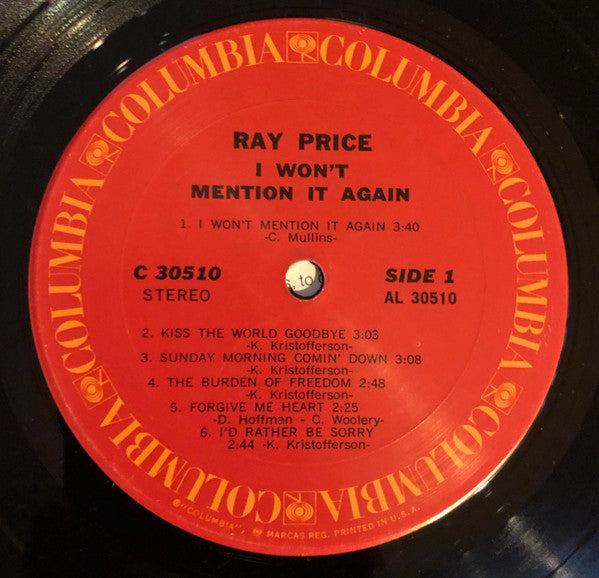 COLUMBIA COLUMBIA COLUMBIA COLUMBIA COLUMBIA COLUMBIA
RAY PRICE
I WON'T
MENTION IT AGAIN
1. I WON'T MENTION IT AGAIN 3:40
-C. Mullins-
C 30510
STEREO
SIDE 1
AL 30510
2. KISS THE WORLD GOODBYE 3:03
-K. Kristofferson-
3. SUNDAY MORNING COMIN' DOWN 3:08
-K. Kristofferson-
4. THE BURDEN OF FREEDOM 2:48
-K. Kristofferson-
5. FORGIVE ME HEART 2:25
-D. Hoffman - C. Woolery-
6. I'D RATHER BE SORRY
2:44 -K. Kristofferson-
"COLUMBIA", MARCAS REG. PRINTED IN U.S.A.